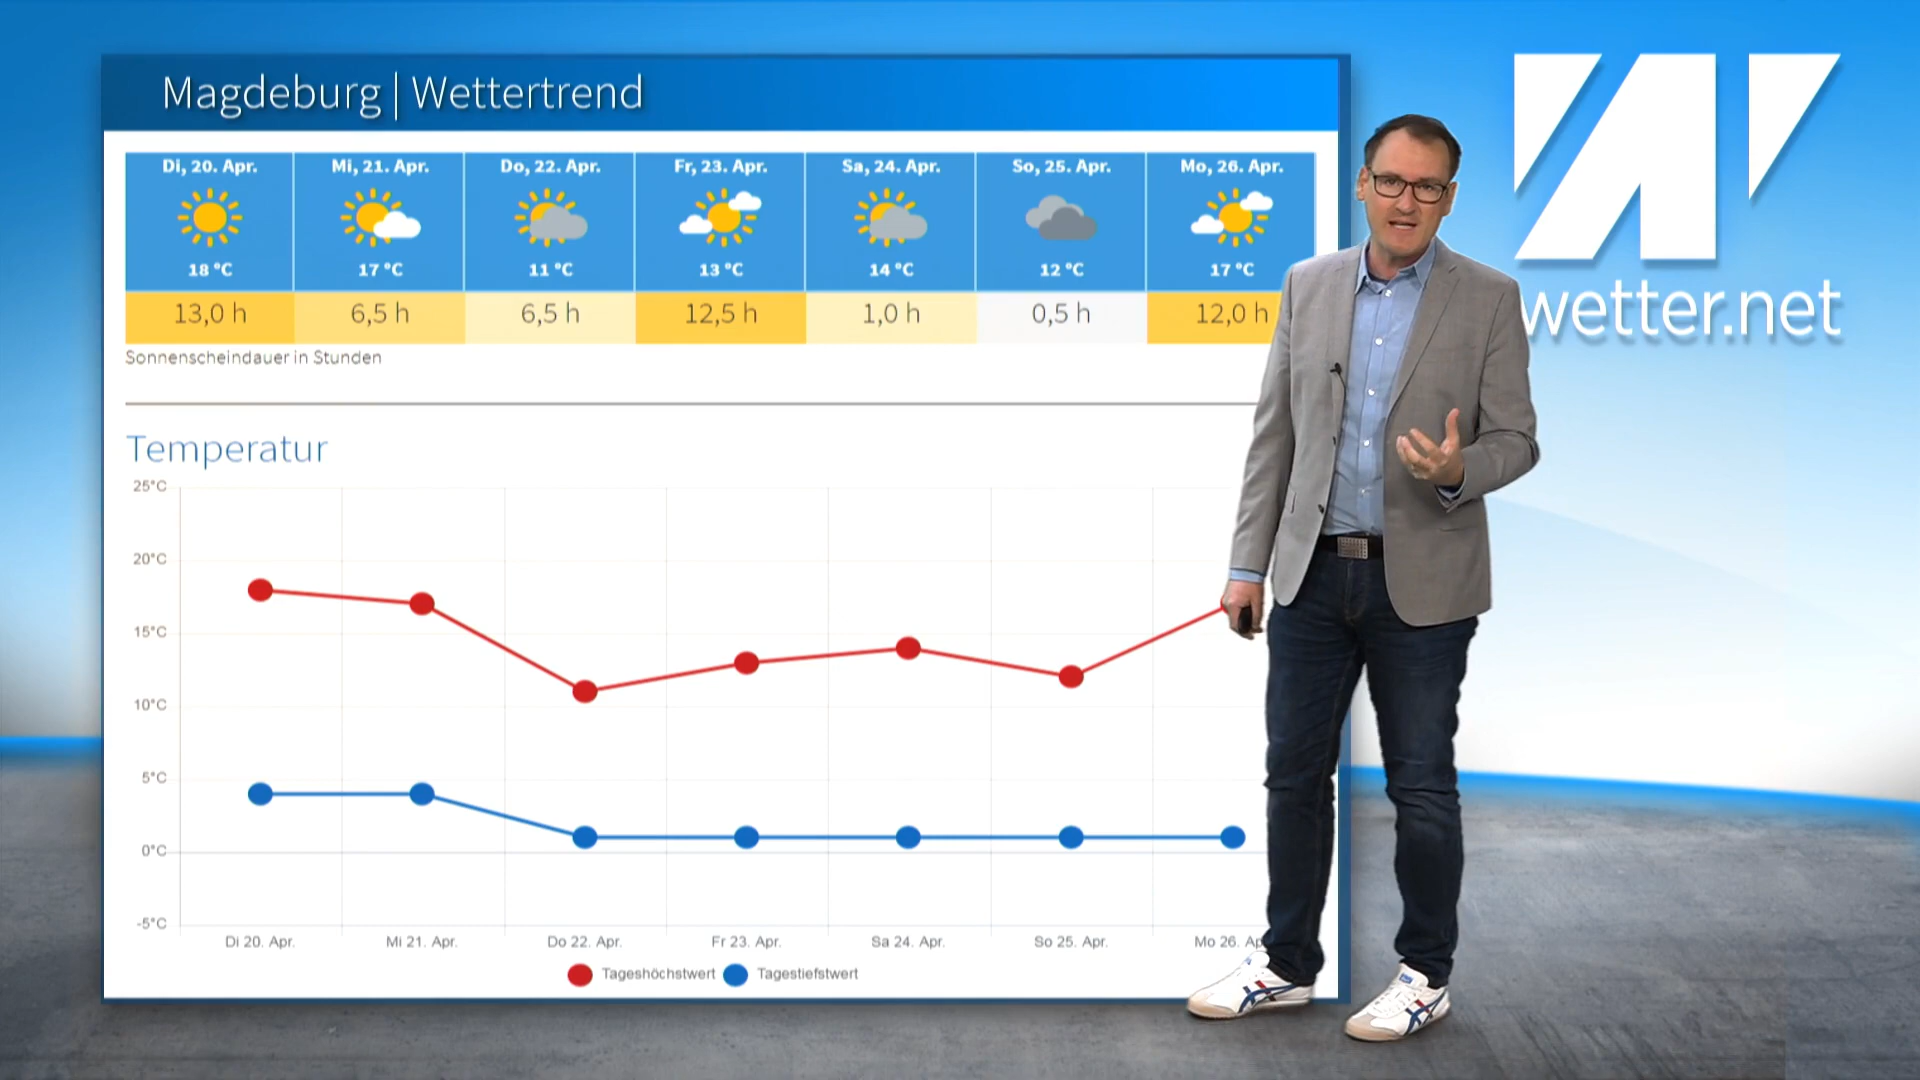 Magdeburg | Wettertrend
Di, 20. Apr. Mi, 21. Apr. Do, 22. Apr. Fr, 23. Apr. Sa, 24. Apr. So, 25. Apr. Mo, 26. Apr.
18 °C 17 °C 11 °C 13 °C 14 °C 12 °C 17 °C
13,0 h 6,5 h 6,5 h 12,5 h 1,0 h 0,5 h 12,0 h
Sonnenscheindauer in Stunden
wetter.net
Temperatur
25°C
20°C
15°C
10°C
5°C
0°C
-5°C
Di 20. Apr. Mi 21. Apr. Do 22. Apr. Fr 23. Apr. Sa 24. Apr. So 25. Apr. Mo 26. Ap
Tageshöchstwert Tagestiefstwert